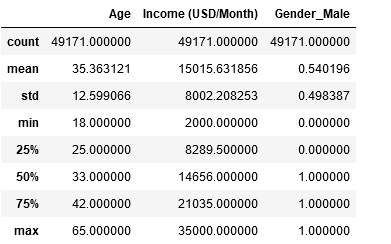 Age Income (USD/Month) Gender_Male
count 49171.000000 49171.000000 49171.000000
mean 35.363121 15015.631856 0.540196
std 12.599066 8002.208253 0.498387
min 18.000000 2000.000000 0.000000
25% 25.000000 8289.500000 0.000000
50% 33.000000 14656.000000 1.000000
75% 42.000000 21035.000000 1.000000
max 65.000000 35000.000000 1.000000